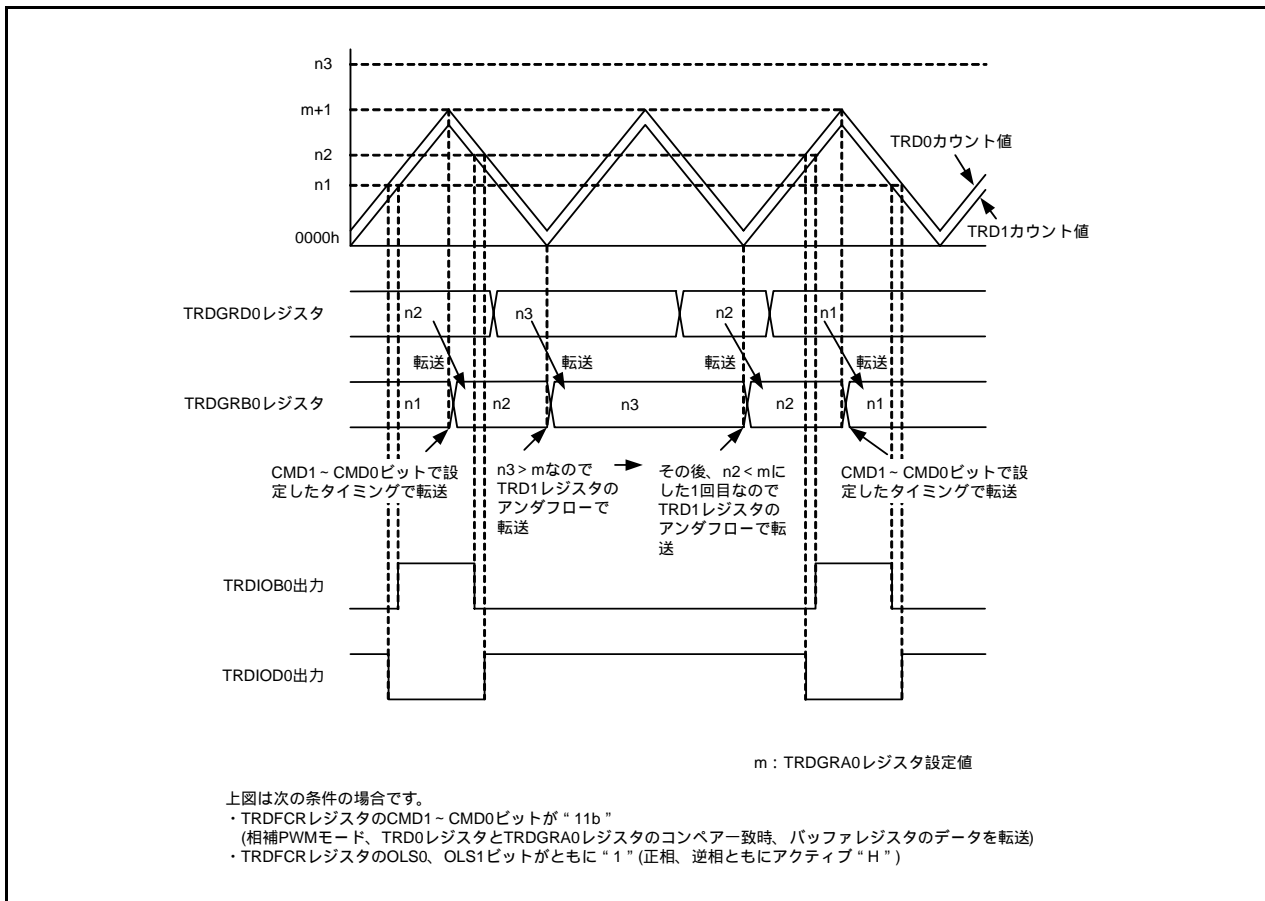 n3
m+1
n2
n1
0000h
TRD0カウント値
TRD1カウント値
TRDGRD0レジスタ
n2
n3
n2
n1
転送
転送
転送
転送
TRDGRB0レジスタ
n1
n2
n3
n2
n1
CMD1~CMD0ビットで設
定したタイミングで転送
n3>mなので
TRD1レジスタの
アンダフローで
転送
その後、n2<mに
した1回目なので
TRD1レジスタの
アンダフローで転
送
CMD1~CMD0ビットで設
定したタイミングで転送
TRDIOB0出力
TRDIOD0出力
m:TRDGRA0レジスタ設定値
上図は次の条件の場合です。
・TRDFCRレジスタのCMD1~CMD0ビットが“11b”
(相補PWMモード、TRD0レジスタとTRDGRA0レジスタのコンペア一致時、バッファレジスタのデータを転送)
・TRDFCRレジスタのOLS0、OLS1ビットがともに“1”(正相、逆相ともにアクティブ“H”)